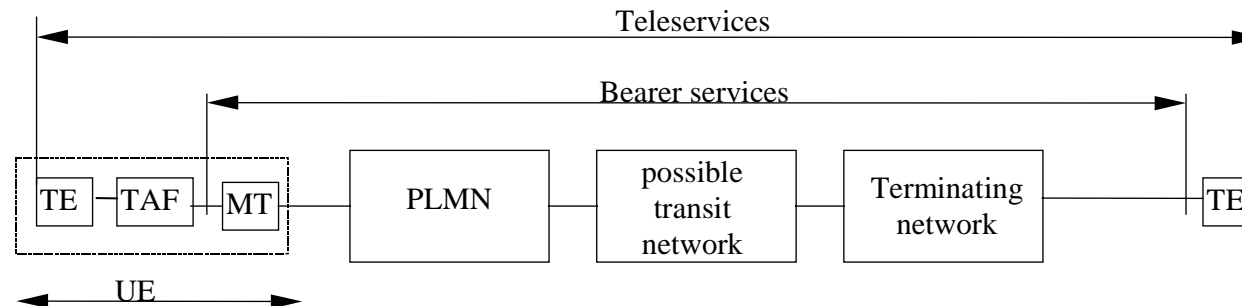 Teleservices
Bearer services
TE
TAF
MT
PLMN
possible
transit
network
Terminating
network
TE
UE